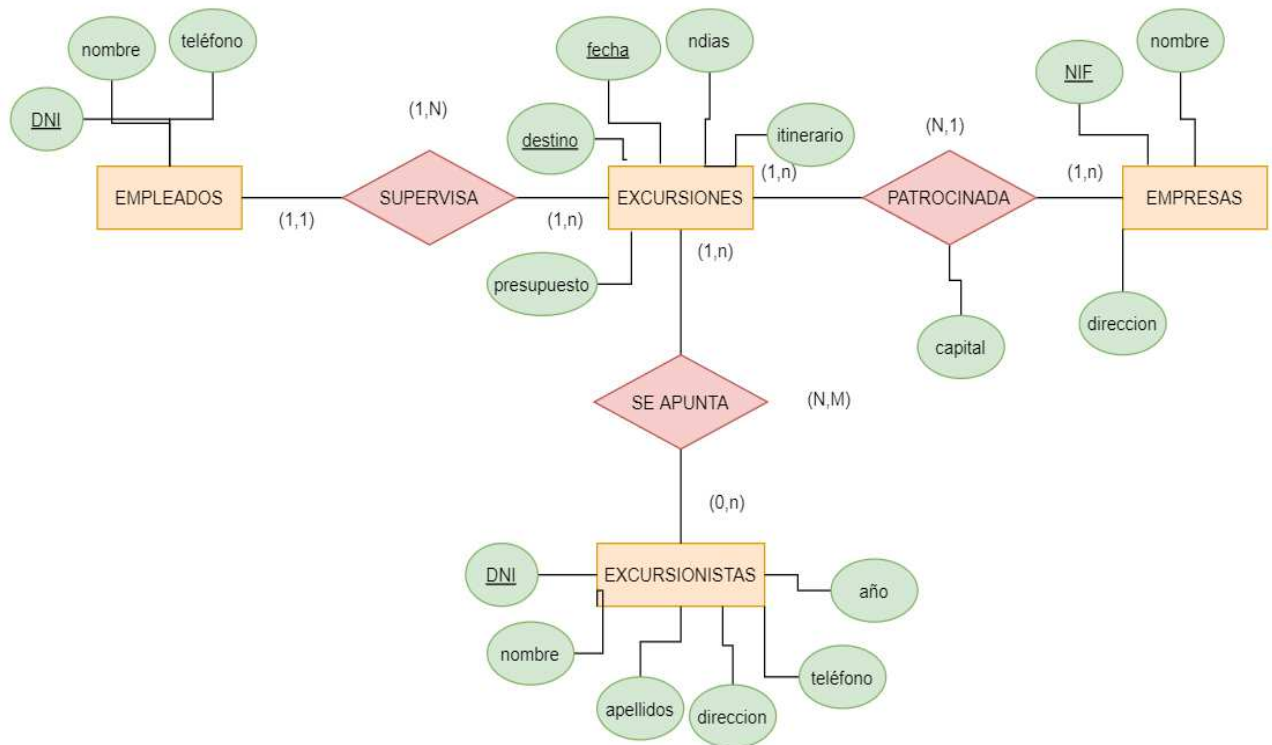 nombre
teléfono
DNI
fecha
ndias
destino
itinerario
NIF
nombre
(1,N)
(N,1)
EMPLEADOS
(1,1)
SUPERVISA
(1,n)
EXCURSIONES
(1,n)
PATROCINADA
(1,n)
EMPRESAS
(1,n)
presupuesto
capital
direccion
SE APUNTA
(N,M)
(0,n)
DNI
EXCURSIONISTAS
año
nombre
apellidos
direccion
teléfono